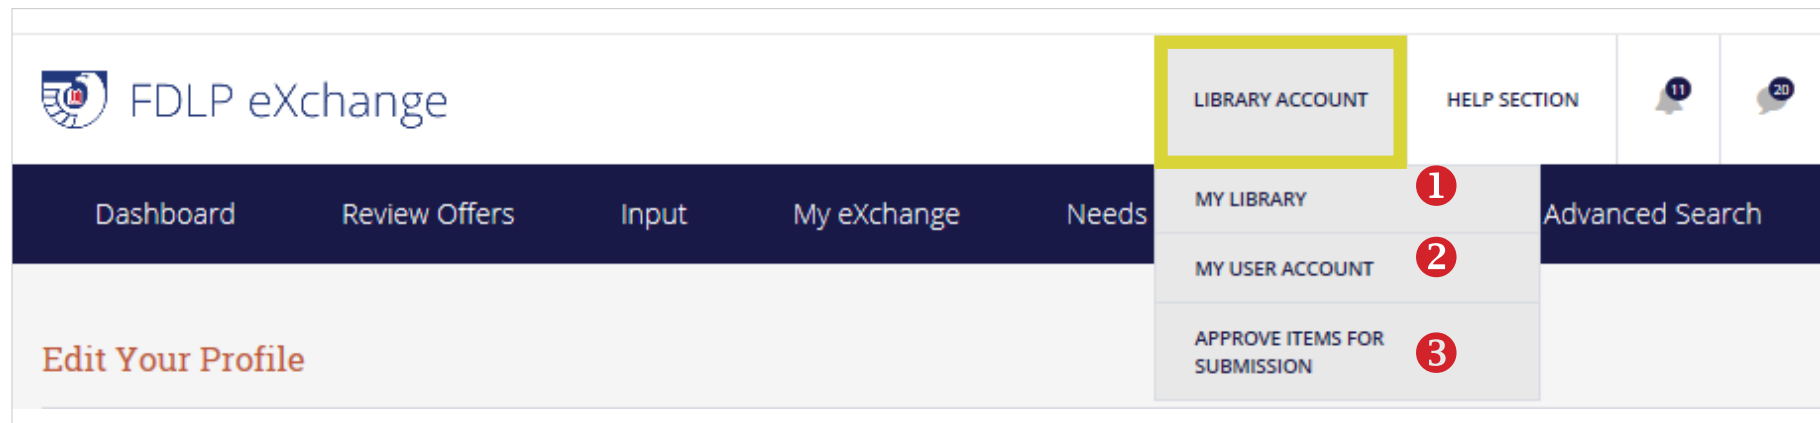 FDLP eXchange
LIBRARY ACCOUNT
HELP SECTION
11
20
Dashboard
Review Offers
Input
My eXchange
Needs
Advanced Search
MY LIBRARY
1
MY USER ACCOUNT
2
APPROVE ITEMS FOR
SUBMISSION
3
Edit Your Profile